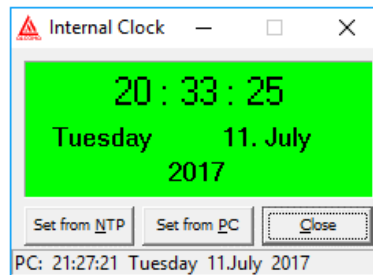 Internal Clock
20 : 33 : 25
Tuesday 11. July
2017
Set from NTP Set from PC Close
PC: 21:27:21 Tuesday 11.July 2017